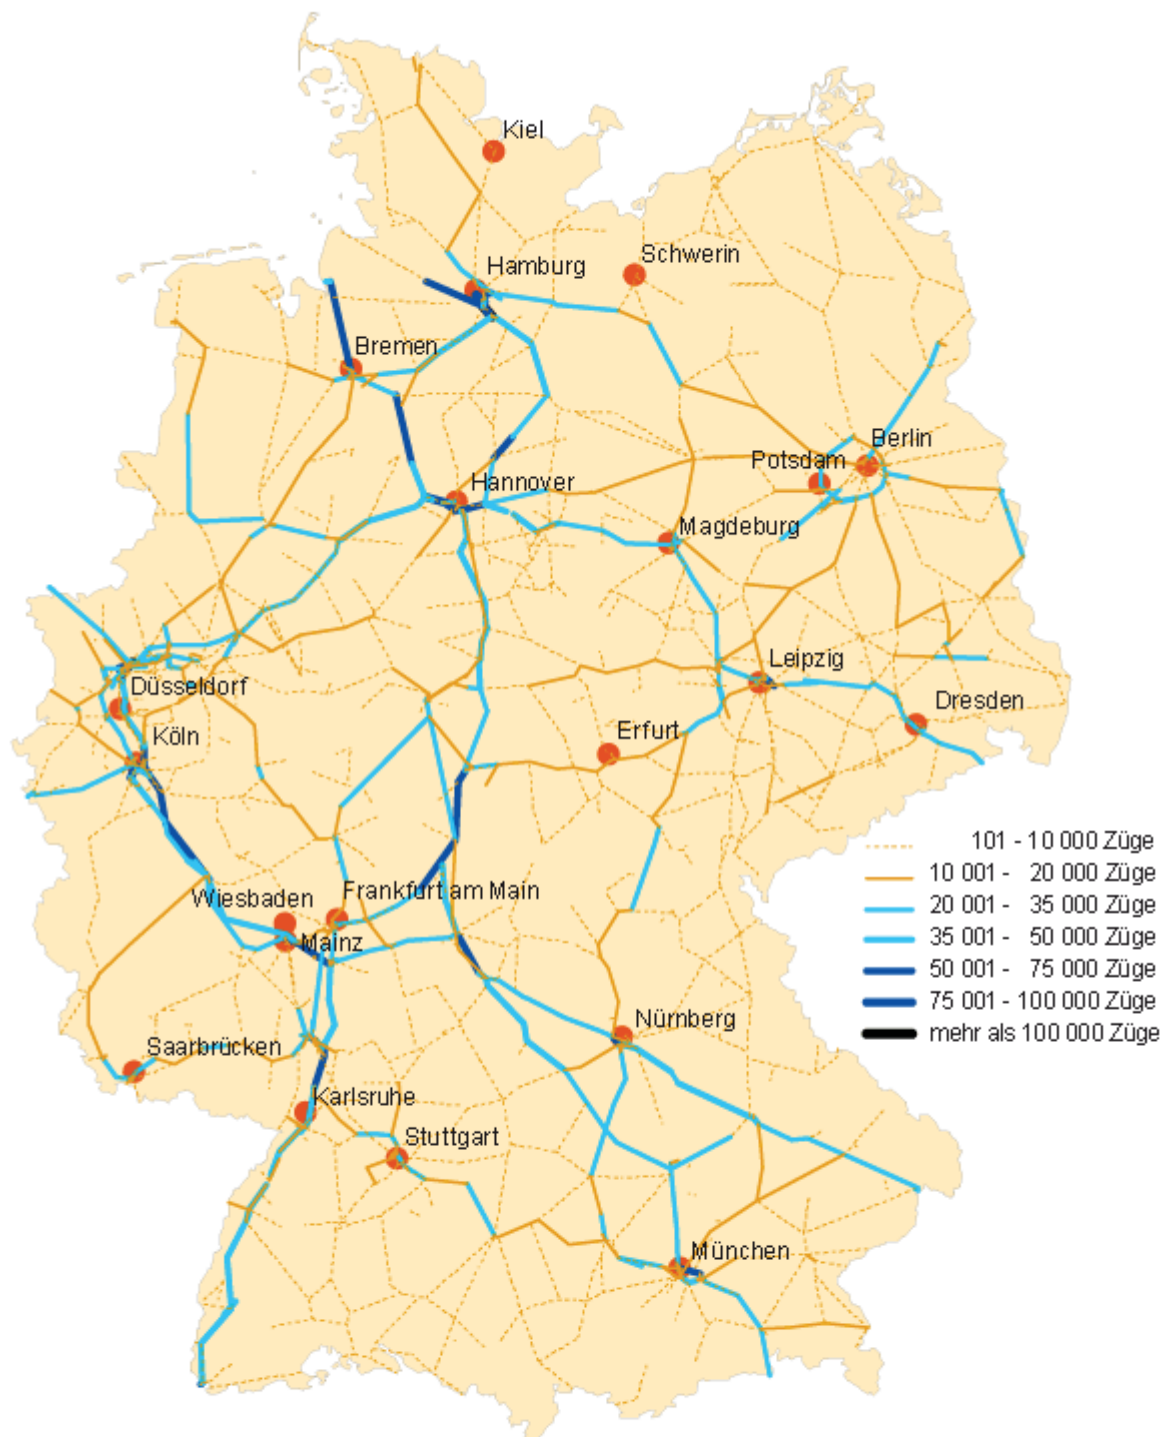 Kiel
Schwerin
Hamburg
Bremen
Berlin
Potsdam
Hannover
Magdeburg
Leipzig
Düsseldorf
Dresden
Köln
Erfurt
101 - 10 000 Züge
10 001 - 20 000 Züge
20 001 - 35 000 Züge
35 001 - 50 000 Züge
50 001 - 75 000 Züge
75 001 - 100 000 Züge
mehr als 100 000 Züge
Wiesbaden
Frankfurt am Main
Mainz
Nürnberg
Saarbrücken
Karlsruhe
Stuttgart
München